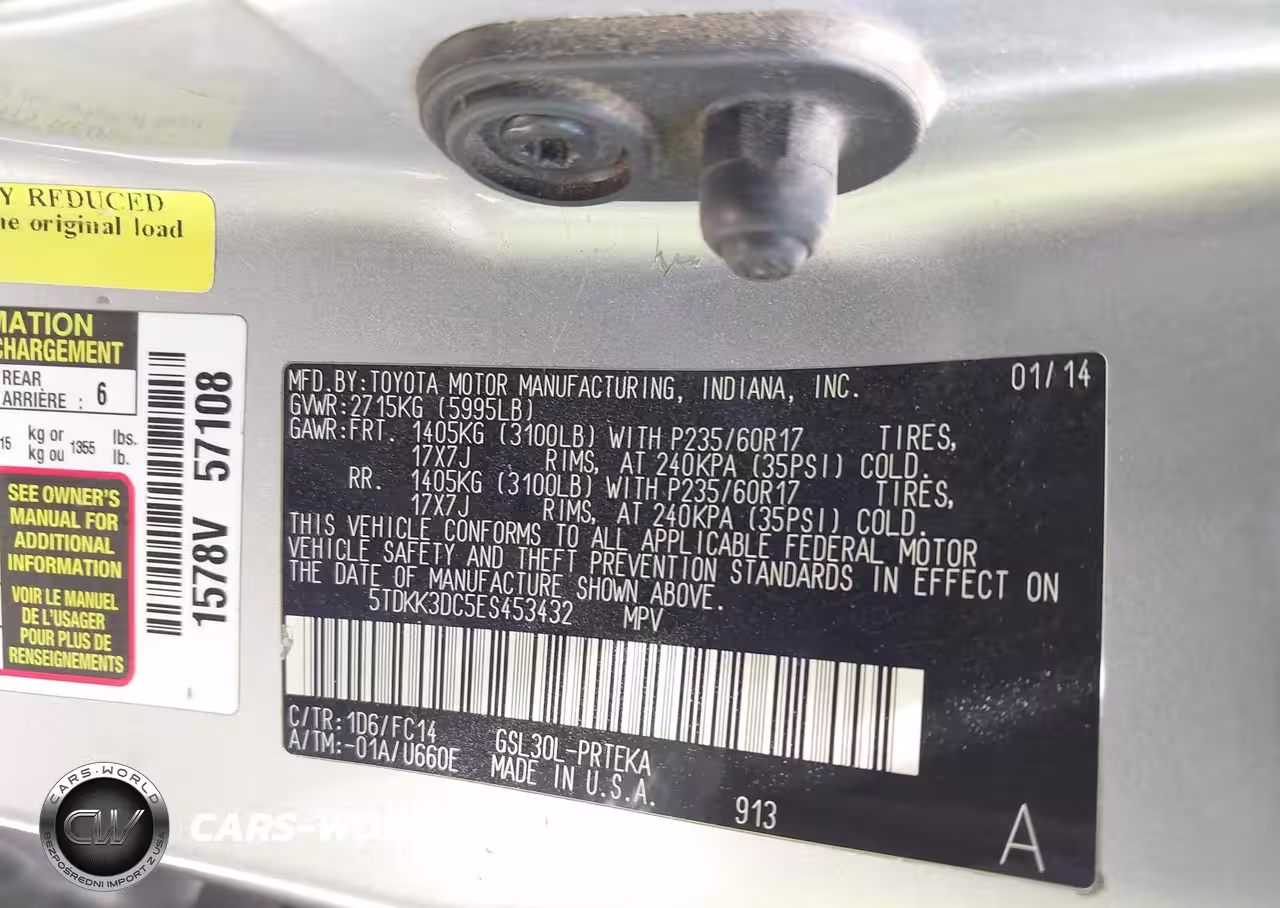 Y REDUCED
he original load
MATION
CHARGEMENT
REAR
ARRIÈRE : 6
15 kg or 1355 lbs.
kg ou lb.
SEE OWNER'S
MANUAL FOR
ADDITIONAL
INFORMATION
VOIR LE MANUEL
DE L'USAGER
POUR PLUS DE
RENSEIGNEMENTS
1578V 57108
MFD.BY:TOYOTA MOTOR MANUFACTURING, INDIANA, INC. 01/14
GVWR:2715KG (5995LB)
GAWR:FRT. 1405KG (3100LB) WITH P235/60R17 TIRES,
17X7J RIMS, AT 240KPA (35PSI) COLD.
RR. 1405KG (3100LB) WITH P235/60R17 TIRES,
17X7J RIMS, AT 240KPA (35PSI) COLD.
THIS VEHICLE CONFORMS TO ALL APPLICABLE FEDERAL MOTOR
VEHICLE SAFETY AND THEFT PREVENTION STANDARDS IN EFFECT ON
THE DATE OF MANUFACTURE SHOWN ABOVE.
5TDKK3DC5ES453432 MPV
C/TR:1D6/FC14
A/TM:-01A/U660E GSL30L-PRTEKA
MADE IN U.S.A.
913
A
CARS-WORLD
CW
BEZPOŚREDNI IMPORT Z USA
CARS-WO